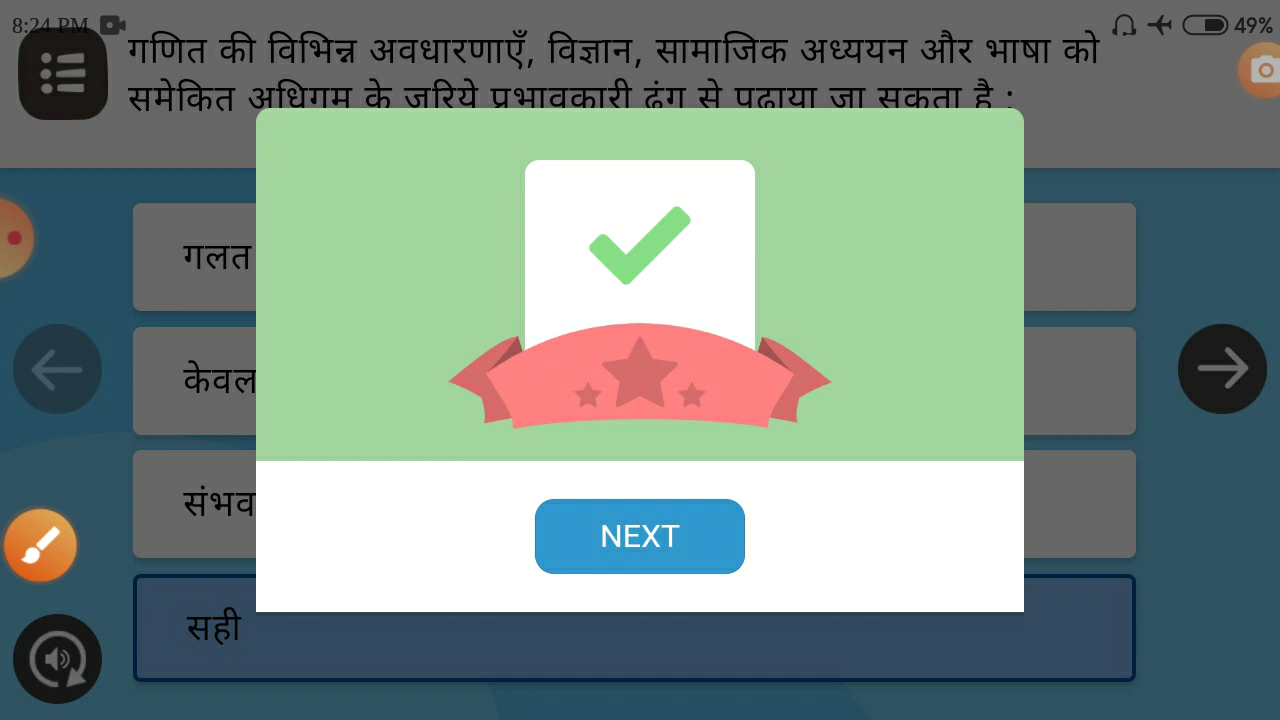 8:24 PM
49%
गणित की विभिन्न अवधारणाएँ, विज्ञान, सामाजिक अध्ययन और भाषा को
समेकित अधिगम के जरिये प्रभावकारी ढंग से पढ़ाया जा सकता है :
गलत
केवल
संभव
NEXT
सही